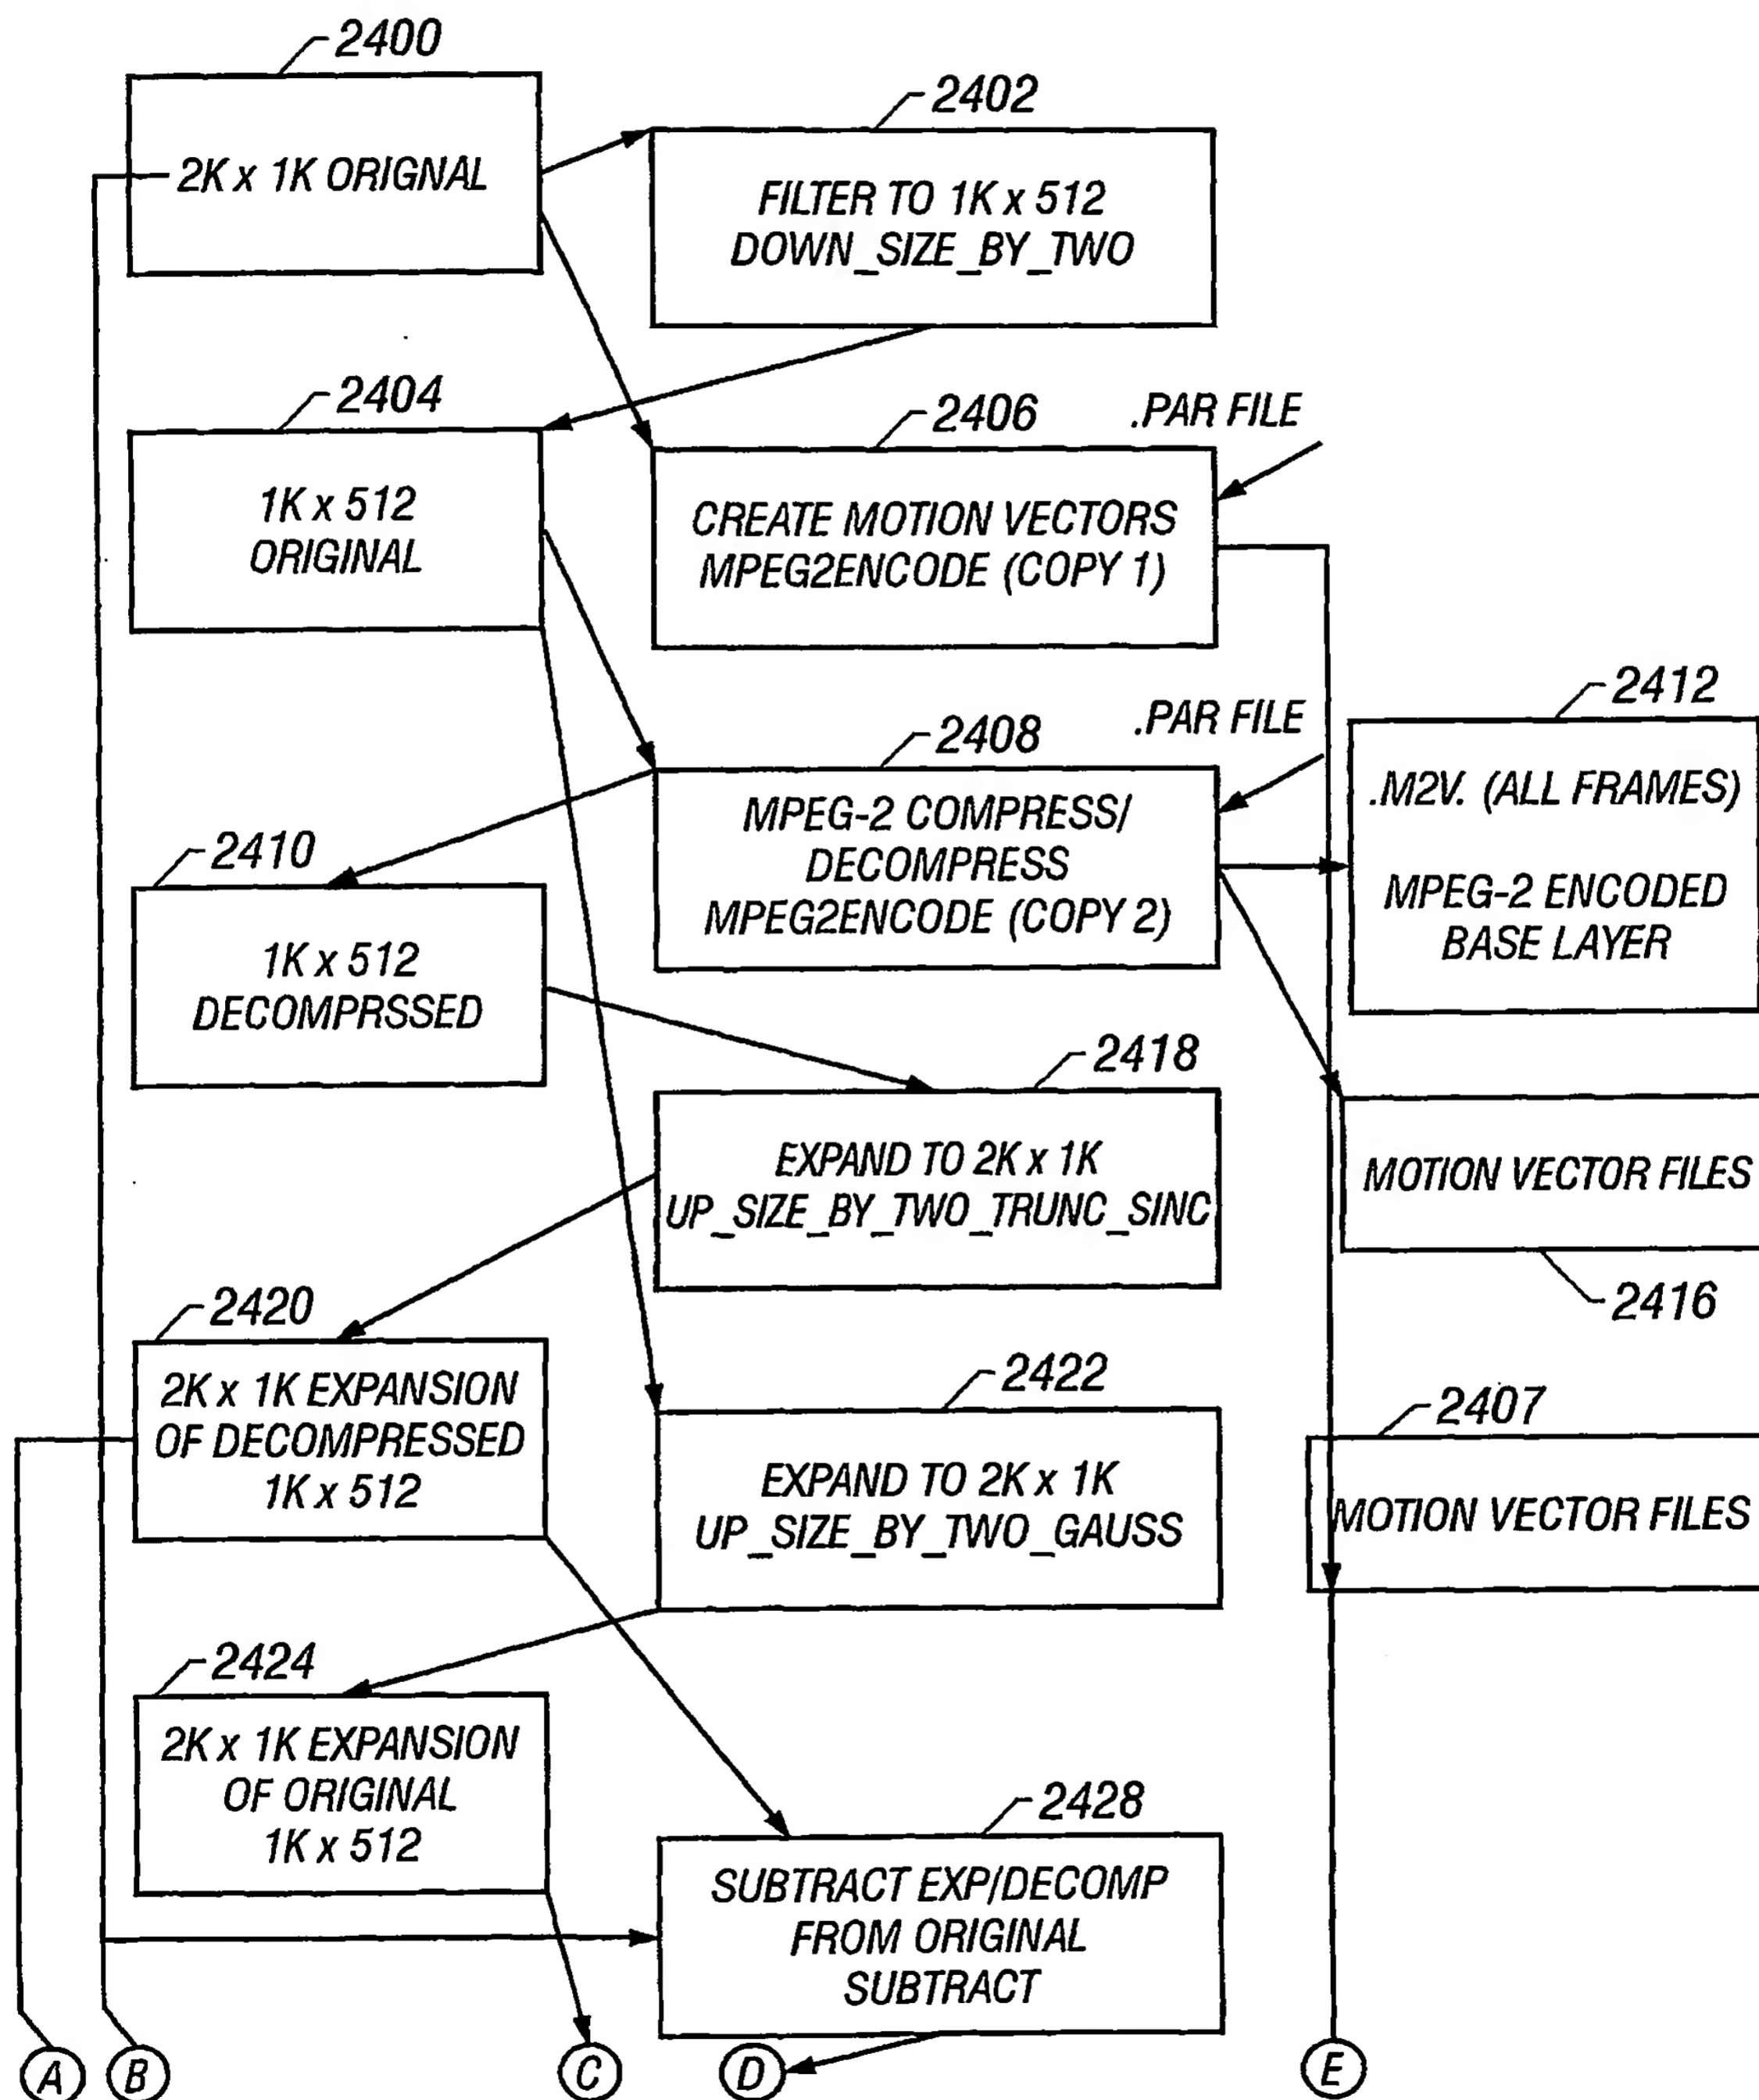 2400
2K x 1K ORIGNAL
2402
FILTER TO 1K x 512
DOWN_SIZE_BY_TWO
2404
1K x 512
ORIGINAL
2406
.PAR FILE
CREATE MOTION VECTORS
MPEG2ENCODE (COPY 1)
2408
.PAR FILE
MPEG-2 COMPRESS/
DECOMPRESS
MPEG2ENCODE (COPY 2)
2412
.M2V. (ALL FRAMES)
MPEG-2 ENCODED
BASE LAYER
2410
1K x 512
DECOMPRSSED
2418
EXPAND TO 2K x 1K
UP_SIZE_BY_TWO_TRUNC_SINC
MOTION VECTOR FILES
2416
2420
2K x 1K EXPANSION
OF DECOMPRESSED
1K x 512
2422
EXPAND TO 2K x 1K
UP_SIZE_BY_TWO_GAUSS
2407
MOTION VECTOR FILES
2424
2K x 1K EXPANSION
OF ORIGINAL
1K x 512
2428
SUBTRACT EXP/DECOMP
FROM ORIGINAL
SUBTRACT
A
B
C
D
E